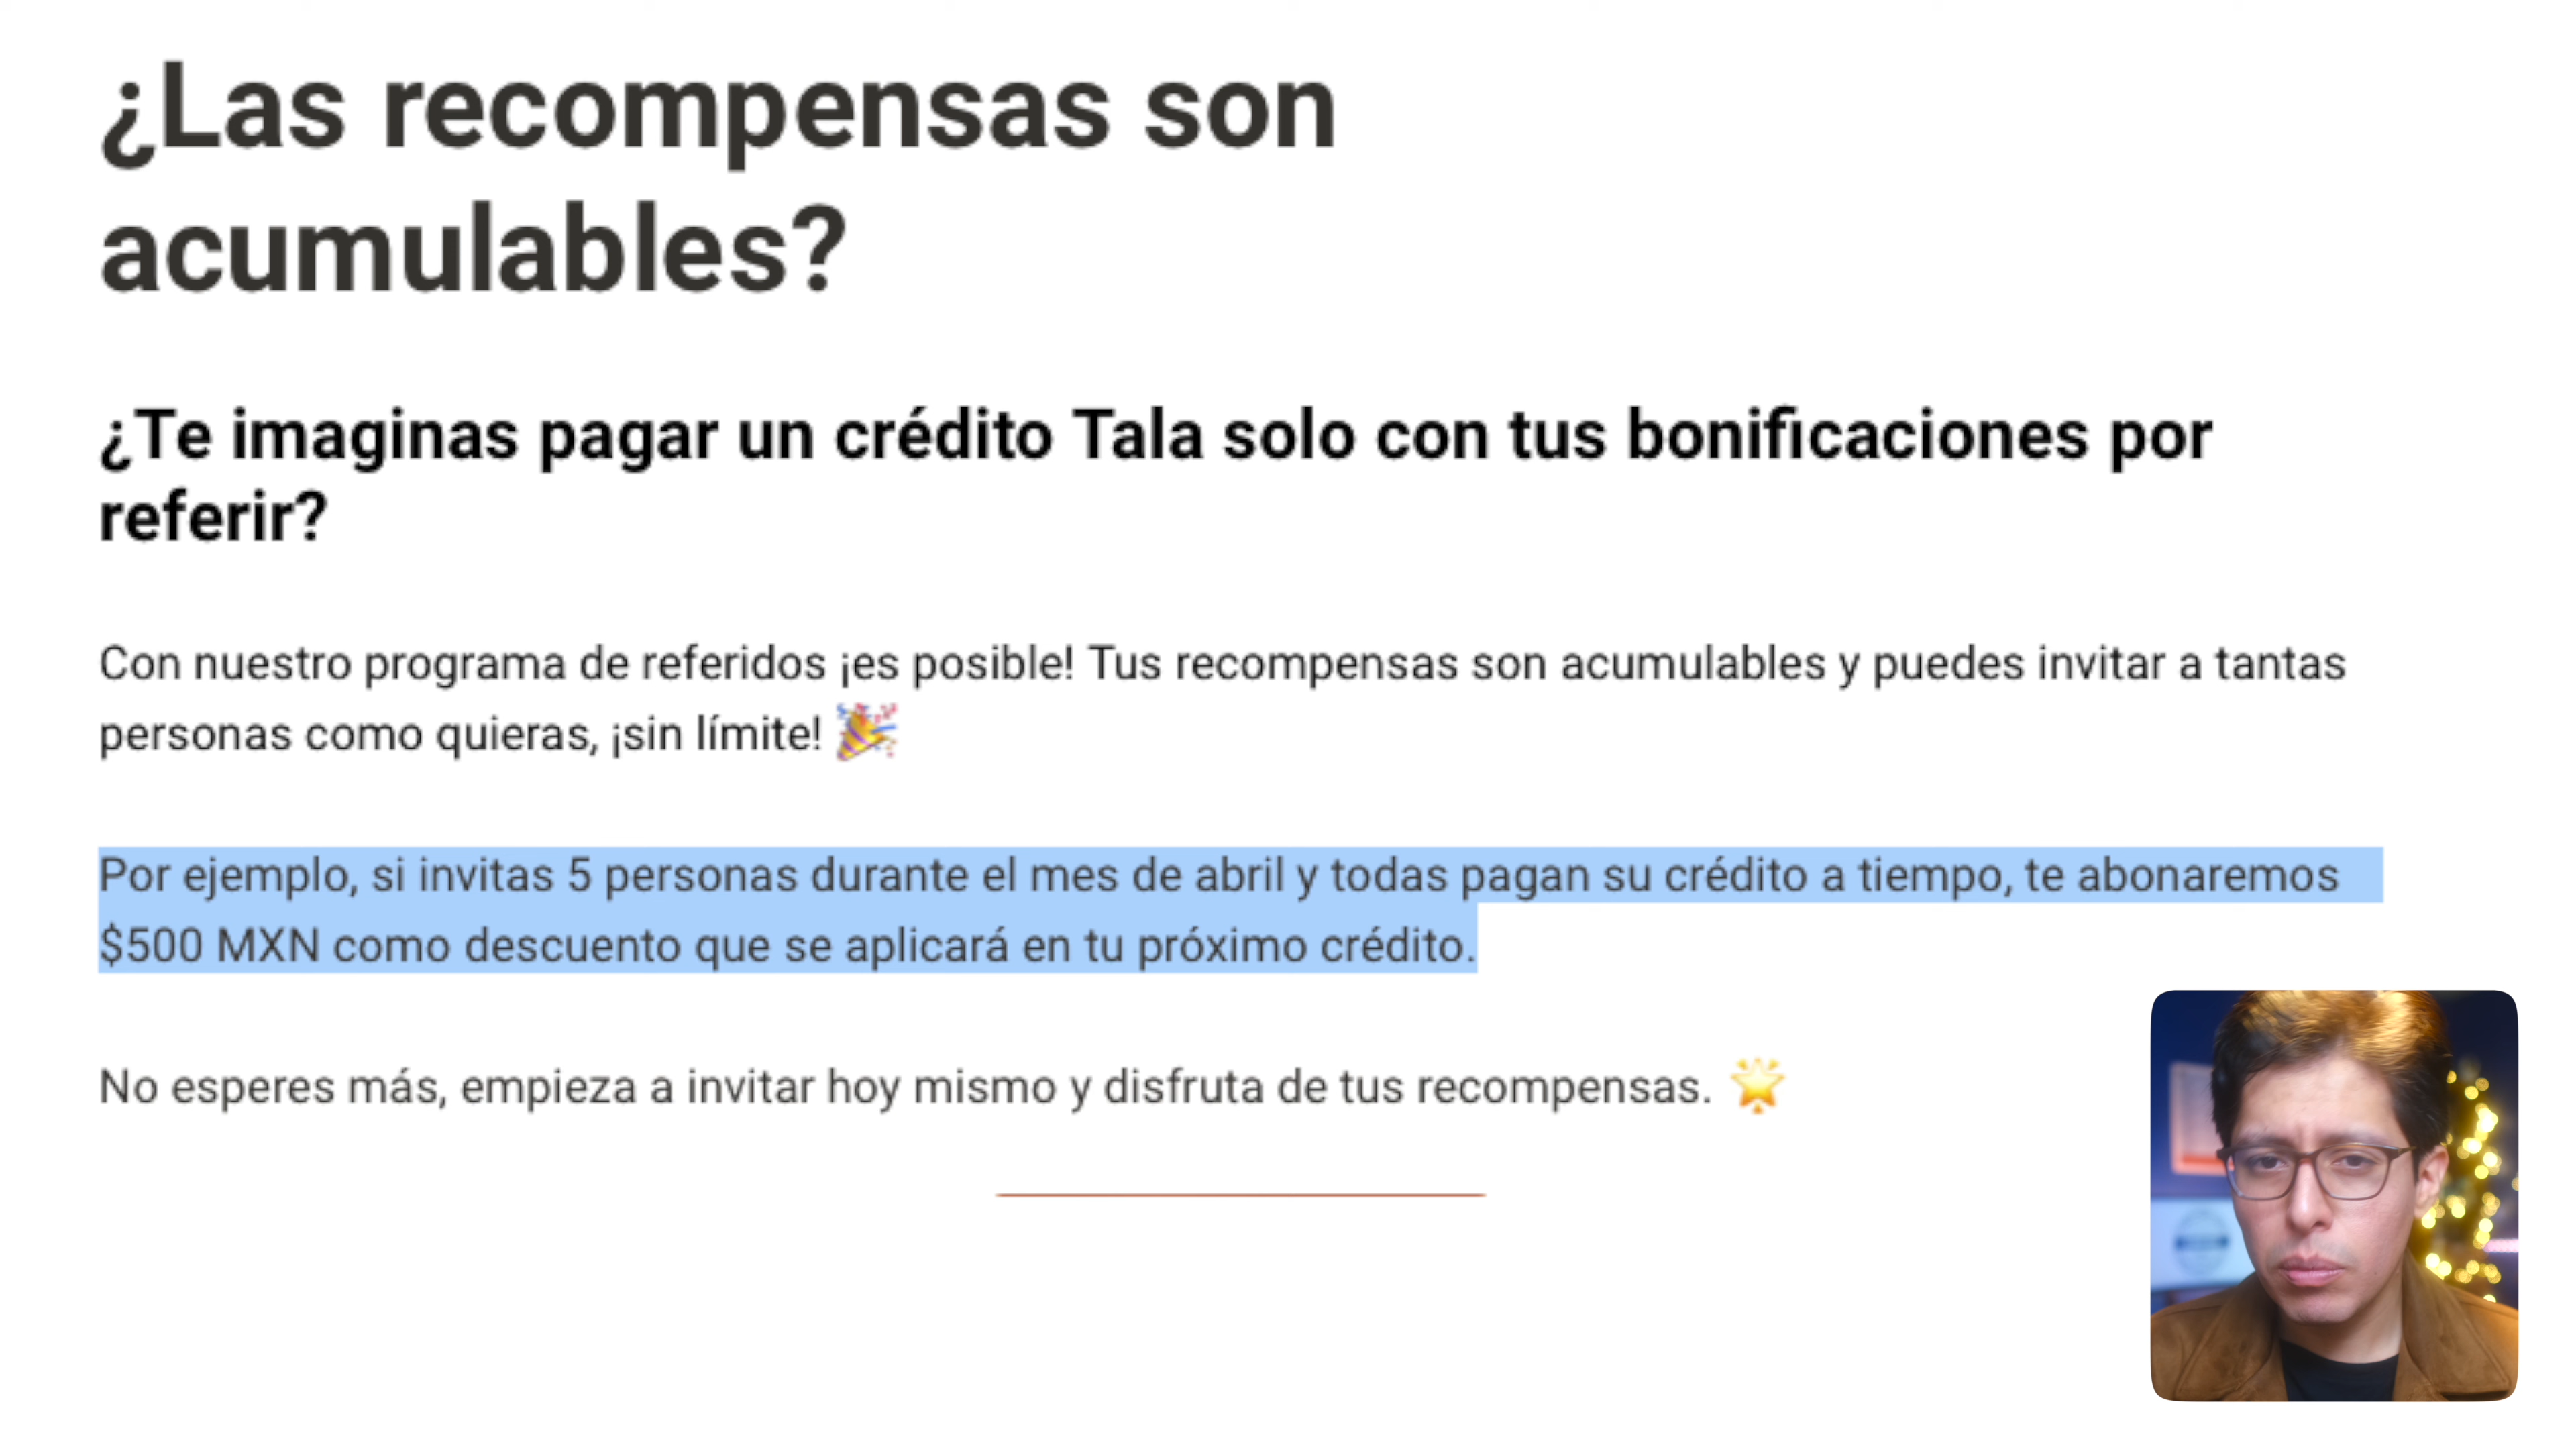 ¿Las recompensas son
acumulables?
¿Te imaginas pagar un crédito Tala solo con tus bonificaciones por
referir?
Con nuestro programa de referidos ¡es posible! Tus recompensas son acumulables y puedes invitar a tantas
personas como quieras, ¡sin límite! 🎉
Por ejemplo, si invitas 5 personas durante el mes de abril y todas pagan su crédito a tiempo, te abonaremos
$500 MXN como descuento que se aplicará en tu próximo crédito.
No esperes más, empieza a invitar hoy mismo y disfruta de tus recompensas. 🌟